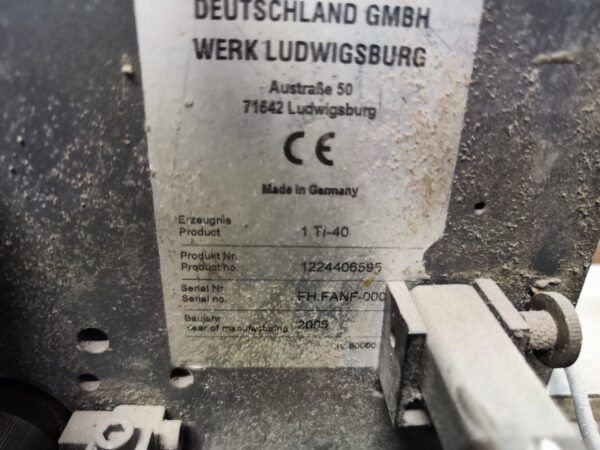 DEUTSCHLAND GMBH
WERK LUDWIGSBURG
Austraße 50
71642 Ludwigsburg
CE
Made in Germany
Erzeugnis
Product 1 Ti-40
Produkt Nr.
Product no. 1224406595
Serial Nr.
Serial no. FH.FANF-000
Baujahr
Year of manufacturing 2005